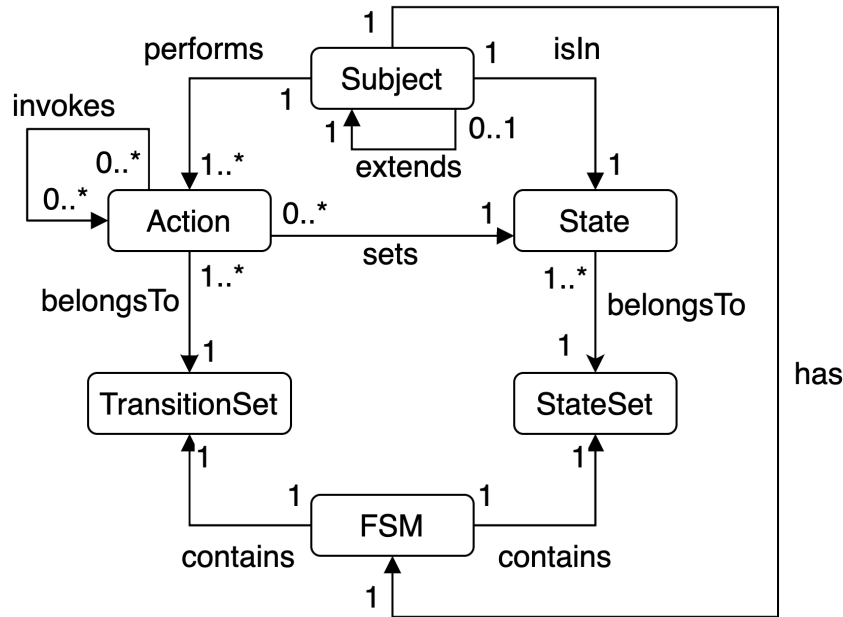 1
performs
1
isIn
Subject
1
1
0..1
invokes
extends
0..*
1..*
1
0..*
Action
0..*
1
State
sets
1..*
1..*
belongsTo
belongsTo
1
1
has
TransitionSet
StateSet
1
1
1
1
FSM
contains
contains
1